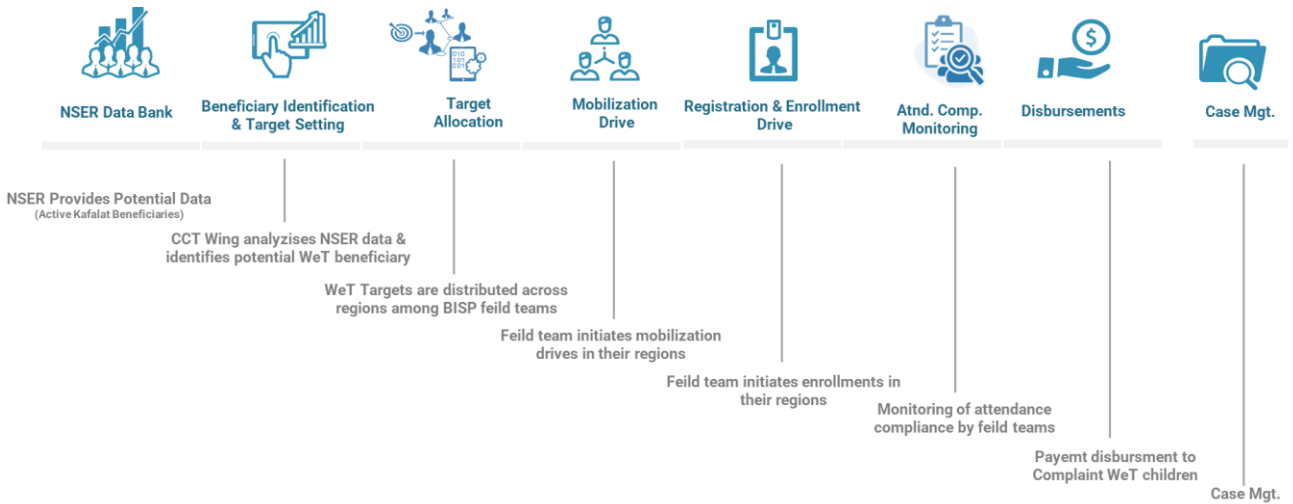 NSER Data Bank
Beneficiary Identification
& Target Setting
Target
Allocation
Mobilization
Drive
Registration & Enrollment
Drive
Atnd. Comp.
Monitoring
Disbursements
Case Mgt.
NSER Provides Potential Data
(Active Kafalat Beneficiaries)
CCT Wing analyzises NSER data &
identifies potential WeT beneficiary
WeT Targets are distributed across
regions among BISP feild teams
Feild team initiates mobilization
drives in their regions
Feild team initiates enrollments in
their regions
Monitoring of attendance
compliance by feild teams
Payemt disbursment to
Complaint WeT children
Case Mgt.